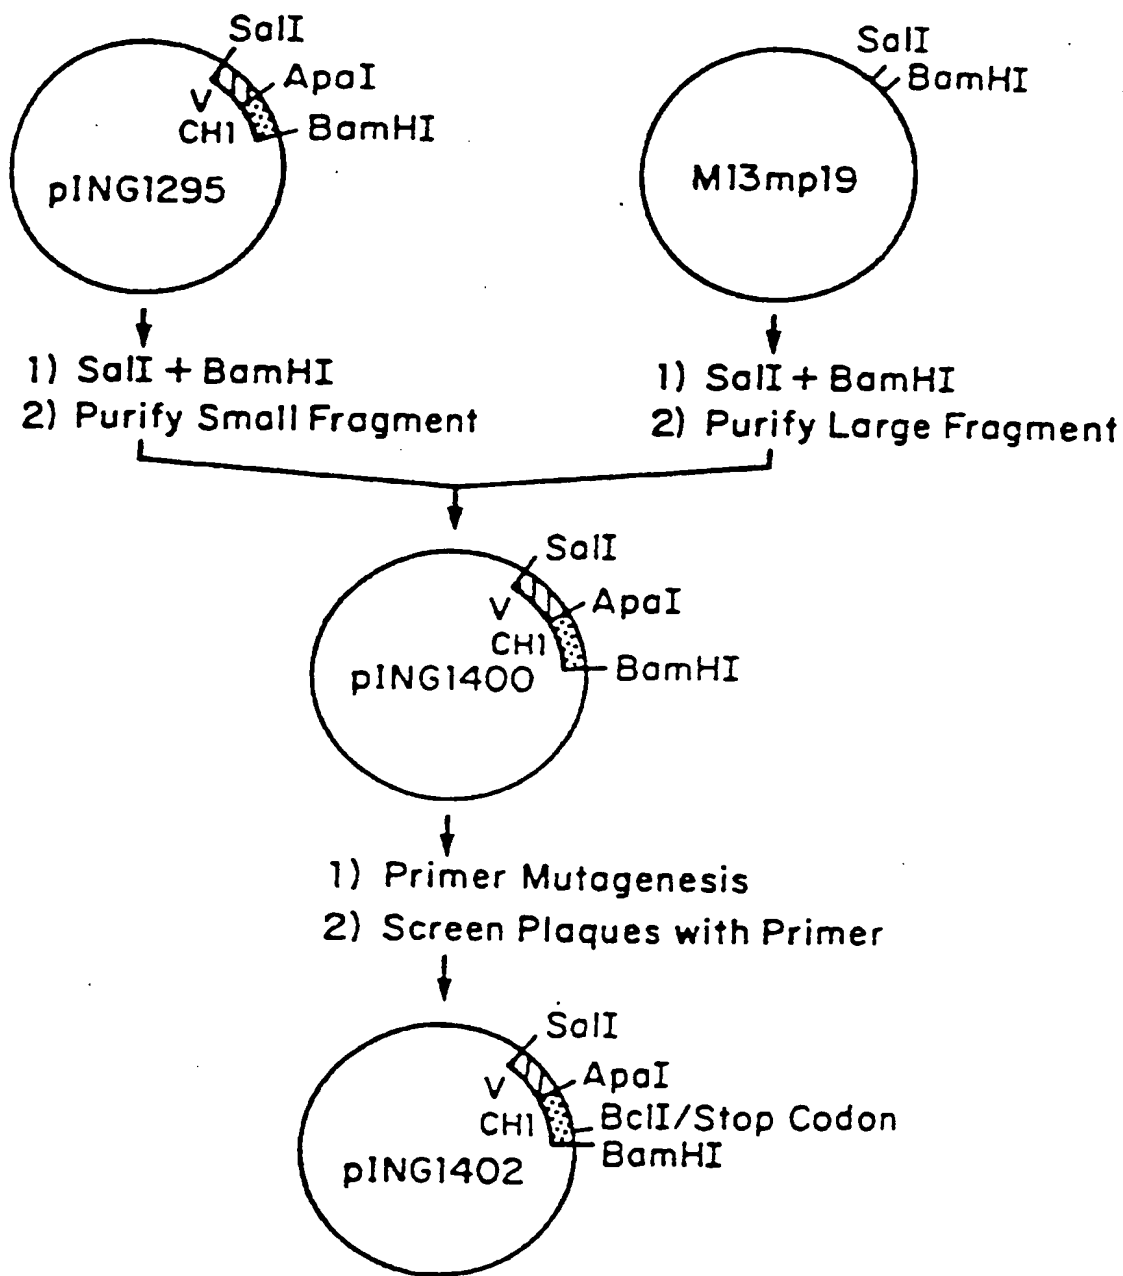 SalI
ApaI
V
CH1
BamHI
pING1295
SalI
BamHI
M13mp19
1) SalI + BamHI
2) Purify Small Fragment
1) SalI + BamHI
2) Purify Large Fragment
SalI
V
ApaI
CH1
BamHI
pING1400
1) Primer Mutagenesis
2) Screen Plaques with Primer
SalI
V
ApaI
CH1
BclI/Stop Codon
BamHI
pING1402